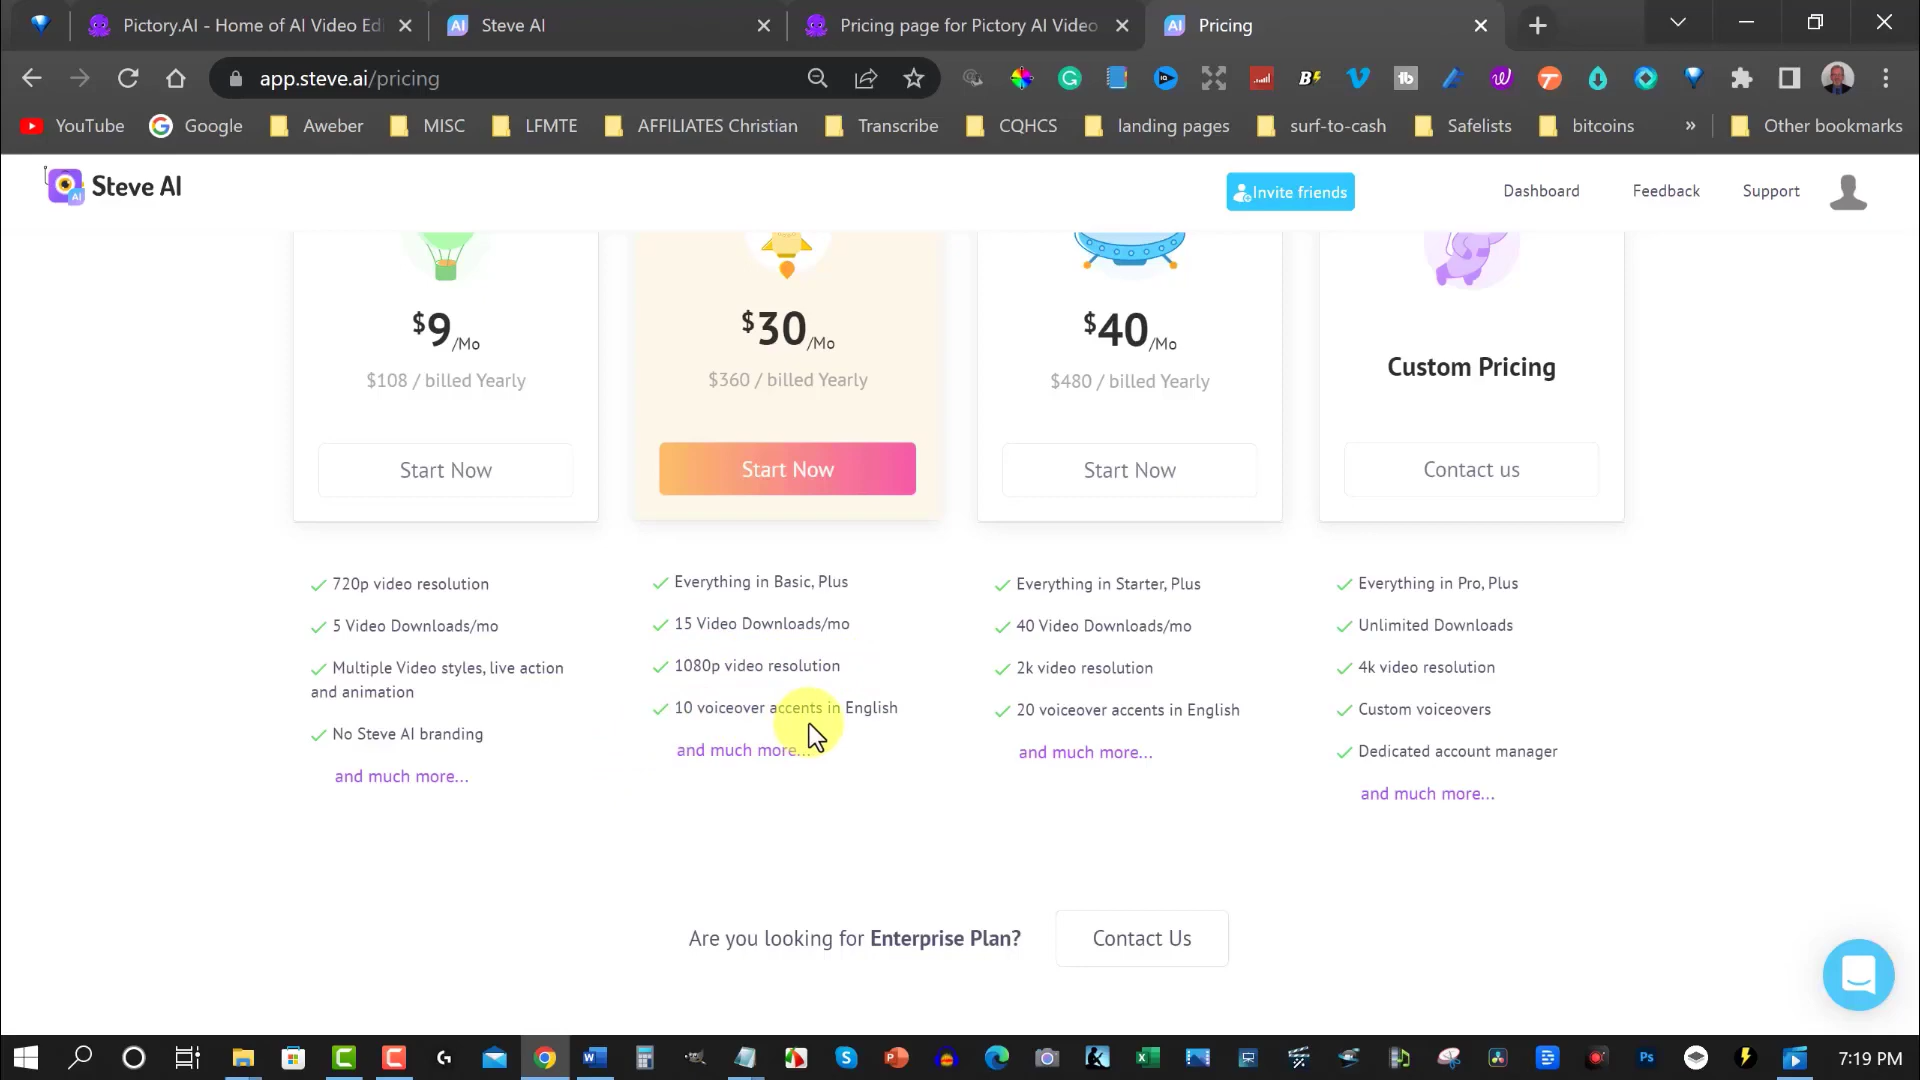 Pictory.AI - Home of AI Video Edi
Steve AI
Pricing page for Pictory AI Video
Pricing
app.steve.ai/pricing
YouTube
Google
Aweber
MISC
LFMTE
AFFILIATES Christian
Transcribe
CQHCS
landing pages
surf-to-cash
Safelists
bitcoins
»
Other bookmarks
Steve AI
Invite friends
Dashboard
Feedback
Support
$9/Mo
$108 / billed Yearly
Start Now
$30/Mo
$360 / billed Yearly
Start Now
$40/Mo
$480 / billed Yearly
Start Now
Custom Pricing
Contact us
720p video resolution
5 Video Downloads/mo
Multiple Video styles, live action
and animation
No Steve AI branding
and much more...
Everything in Basic, Plus
15 Video Downloads/mo
1080p video resolution
10 voiceover accents in English
and much more...
Everything in Starter, Plus
40 Video Downloads/mo
2k video resolution
20 voiceover accents in English
and much more...
Everything in Pro, Plus
Unlimited Downloads
4k video resolution
Custom voiceovers
Dedicated account manager
and much more...
Are you looking for Enterprise Plan?
Contact Us
7:19 PM